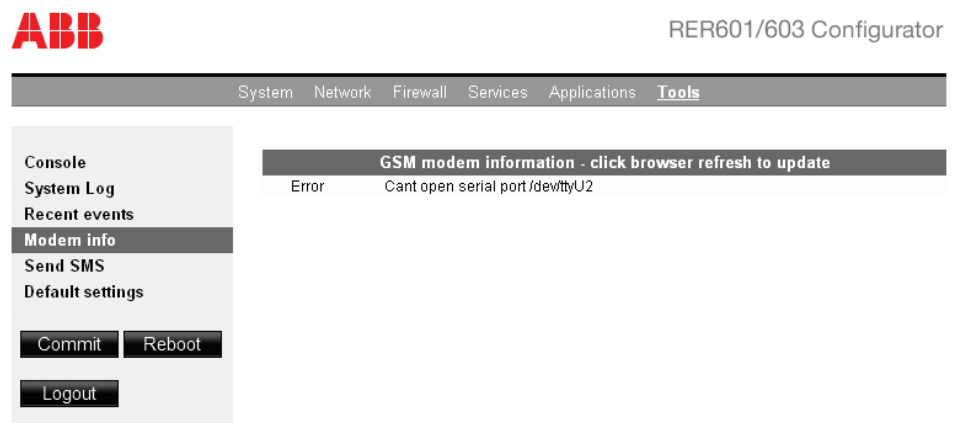 ABB
RER601/603 Configurator
System Network Firewall Services Applications Tools
Console
System Log
Recent events
Modem info
Send SMS
Default settings
Commit Reboot
Logout
GSM modem information - click browser refresh to update
Error Cant open serial port /dev/ttyU2